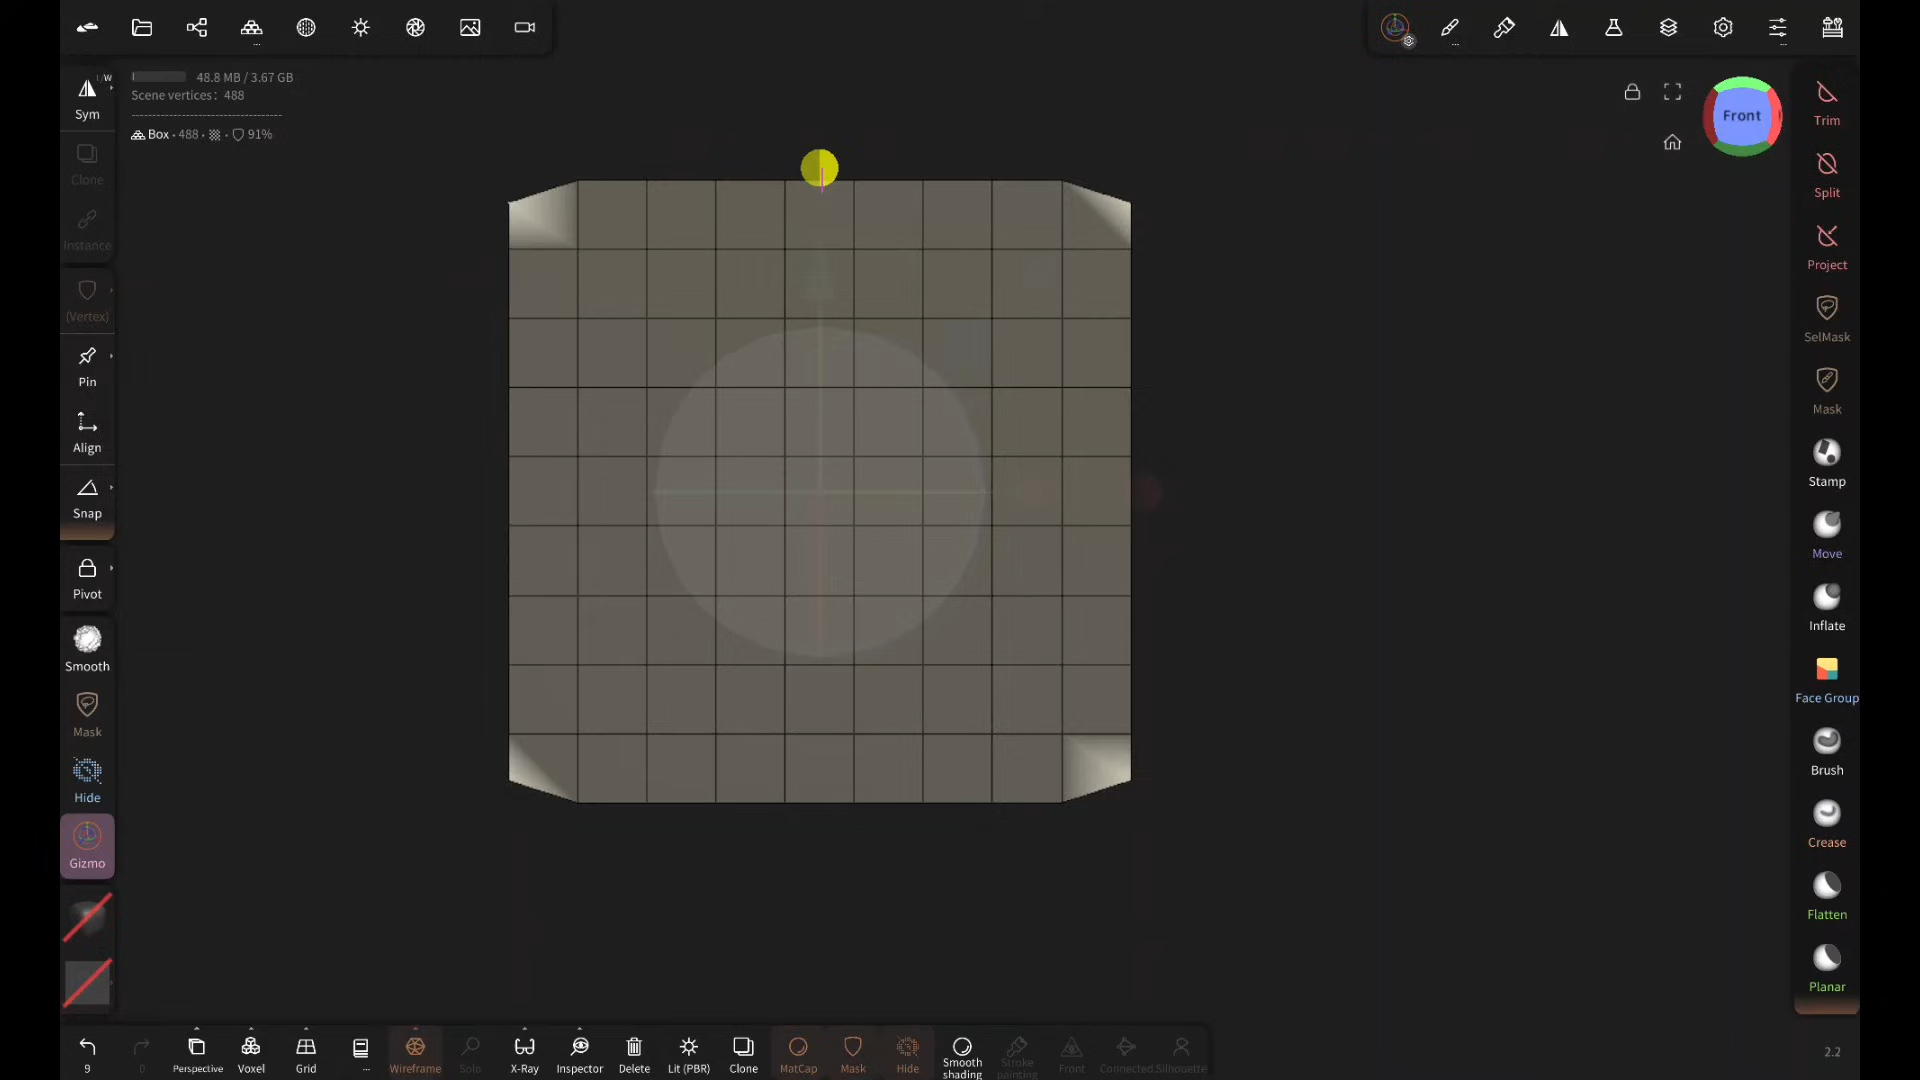 48.8 MB / 3.67 GB
Scene vertices: 488
Box • 488 • 91%
/W
Sym
Clone
Instance
(Vertex)
Pin
Align
Snap
Pivot
Smooth
Mask
Hide
Gizmo
Front
Trim
Split
Project
SelMask
Mask
Stamp
Move
Inflate
Face Group
Brush
Crease
Flatten
Planar
2.2
9
0
Perspective
Voxel
Grid
...
Wireframe
Solo
X-Ray
Inspector
Delete
Lit (PBR)
Clone
MatCap
Mask
Hide
Smooth shading
Stroke painting
Front
Connected
Silhouette